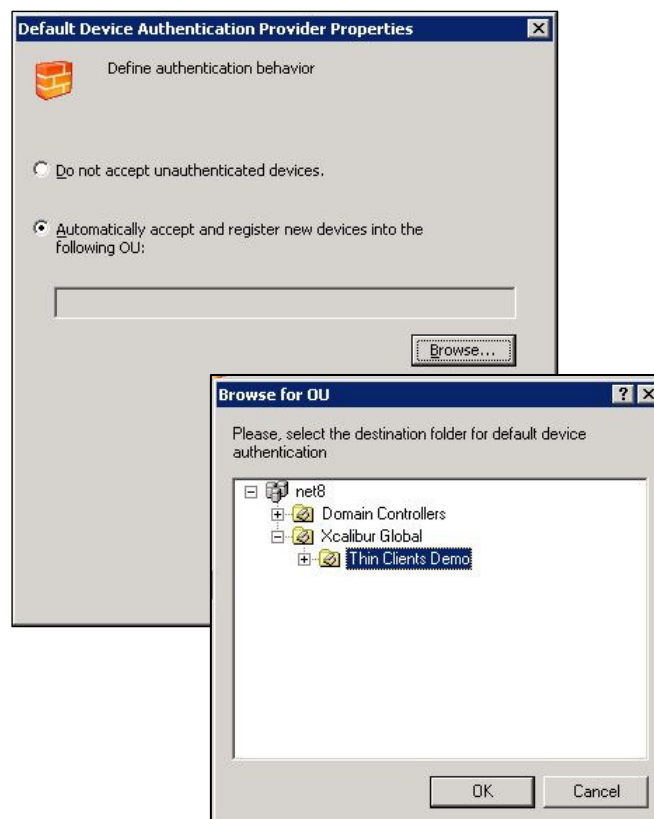 Default Device Authentication Provider Properties
Define authentication behavior
Do not accept unauthenticated devices.
Automatically accept and register new devices into the
following OU:
Browse...
Browse for OU
Please, select the destination folder for default device
authentication
net8
Domain Controllers
Xcalibur Global
Thin Clients Demo
OK
Cancel